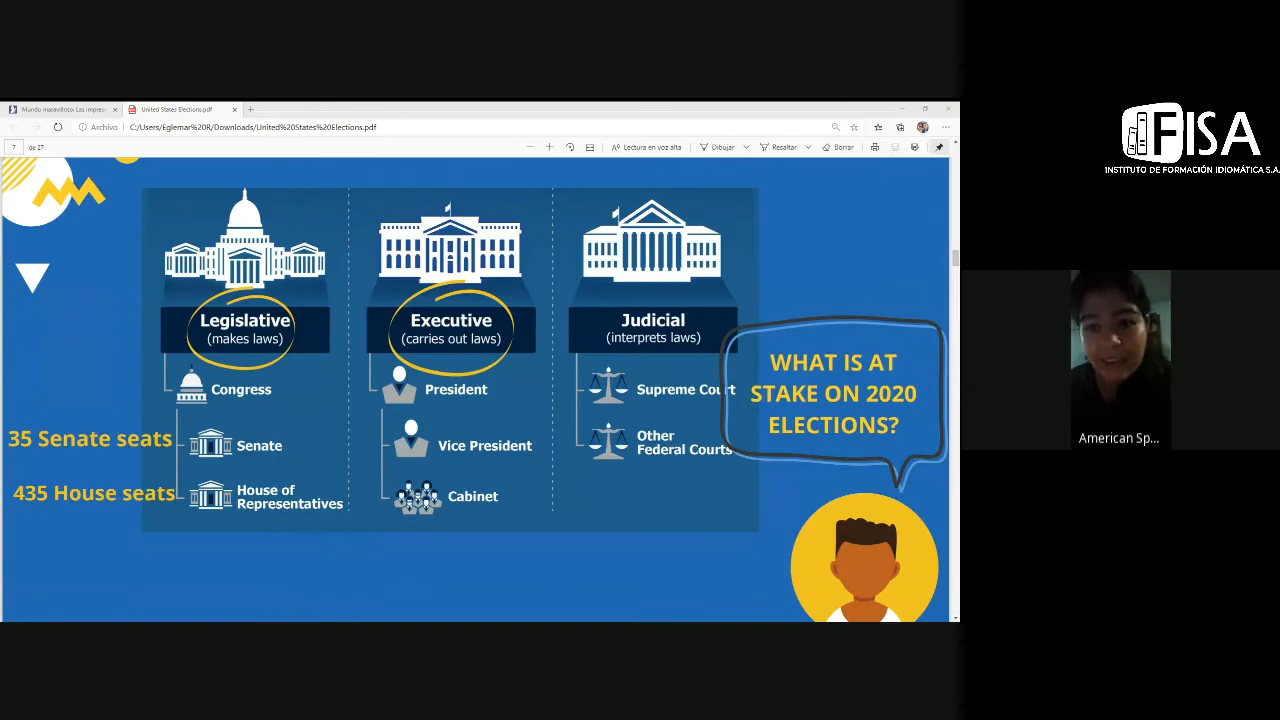 Mundo maravilloso: Las impres
United States Elections.pdf
Archivo
C:/Users/Eglemar%20R/Downloads/United%20States%20Elections.pdf
7
de 27
Lectura en voz alta
Dibujar
Resaltar
Borrar
Legislative
(makes laws)
Congress
35 Senate seats
Senate
435 House seats
House of
Representatives
Executive
(carries out laws)
President
Vice President
Cabinet
Judicial
(interprets laws)
Supreme Court
Other
Federal Courts
WHAT IS AT
STAKE ON 2020
ELECTIONS?
FISA
INSTITUTO DE FORMACIÓN IDIOMÁTICA S.A.
American Sp...